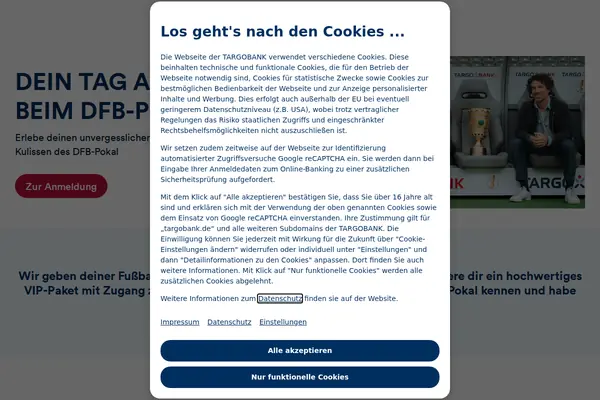 Los geht's nach den Cookies ...
Die Webseite der TARGOBANK verwendet verschiedene Cookies. Diese
beinhalten technische und funktionale Cookies, die für den Betrieb der
Webseite notwendig sind, Cookies für statistische Zwecke sowie Cookies zur
bestmöglichen Bedienbarkeit der Webseite und zur Anzeige personalisierter
Inhalte und Werbung. Dies erfolgt auch außerhalb der EU bei eventuell
geringerem Datenschutzniveau (z.B. USA), wobei trotz vertraglicher
Regelungen das Risiko staatlichen Zugriffs und eingeschränkter
Rechtsbehelfsmöglichkeiten nicht auszuschließen ist.
Wir setzen zudem zeitweise auf der Webseite zur Identifizierung
automatisierter Zugriffsversuche Google reCAPTCHA ein. Sie werden dann bei
Eingabe Ihrer Anmeldedaten zum Online-Banking zu einer zusätzlichen
Sicherheitsprüfung aufgefordert.
Mit dem Klick auf "Alle akzeptieren" bestätigen Sie, dass Sie über 16 Jahre alt
sind und erklären sich mit der Verwendung der oben genannten Cookies sowie
dem Einsatz von Google reCAPTCHA einverstanden. Ihre Zustimmung gilt für
„targobank.de" und alle weiteren Subdomains der TARGOBANK. Die
Einwilligung können Sie jederzeit mit Wirkung für die Zukunft über "Cookie-
Einstellungen ändern" widerrufen oder individuell unter "Einstellungen" und
dann "Detailinformationen zu den Cookies" anpassen. Dort finden Sie auch
weitere Informationen. Mit Klick auf "Nur funktionelle Cookies" werden alle
zusätzlichen Cookies abgelehnt.
Weitere Informationen zum Datenschutz finden sie auf der Website.
Impressum Datenschutz Einstellungen
Alle akzeptieren
Nur funktionelle Cookies
DEIN TAG A
BEIM DFB-P
Erlebe deinen unvergesslicher
Kulissen des DFB-Pokal
Zur Anmeldung
TARGO
Wir geben deiner Fußba ere dir ein hochwertiges
VIP-Paket mit Zugang z Pokal kennen und habe